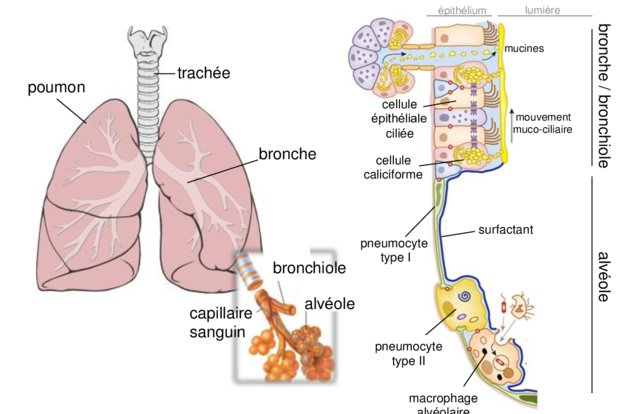 épithélium
lumière
mucines
trachée
poumon
bronche
cellule
épithéliale
ciliée
mouvement
muco-ciliaire
cellule
caliciforme
bronche / bronchiole
pneumocyte
type I
surfactant
bronchiole
capillaire
sanguin
alvéole
pneumocyte
type II
macrophage
alvéolaire
alvéole